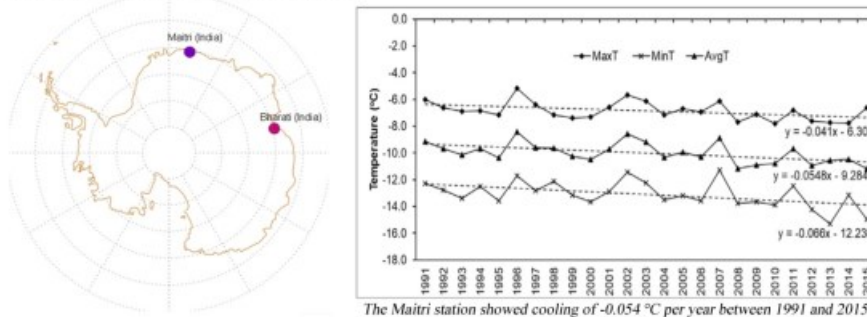 Maitri (India)
Bharati (India)
0.0
-2.0
-4.0
-6.0
-8.0
-10.0
-12.0
-14.0
-16.0
-18.0
Temperature (°C)
MaxT MinT AvgT
y = -0.041x - 6.30
y = -0.0548x - 9.284
y = -0.066x - 12.23
1991 1992 1993 1994 1995 1996 1997 1998 1999 2000 2001 2002 2003 2004 2005 2006 2007 2008 2009 2010 2011 2012 2013 2014 2015
The Maitri station showed cooling of -0.054 °C per year between 1991 and 2015